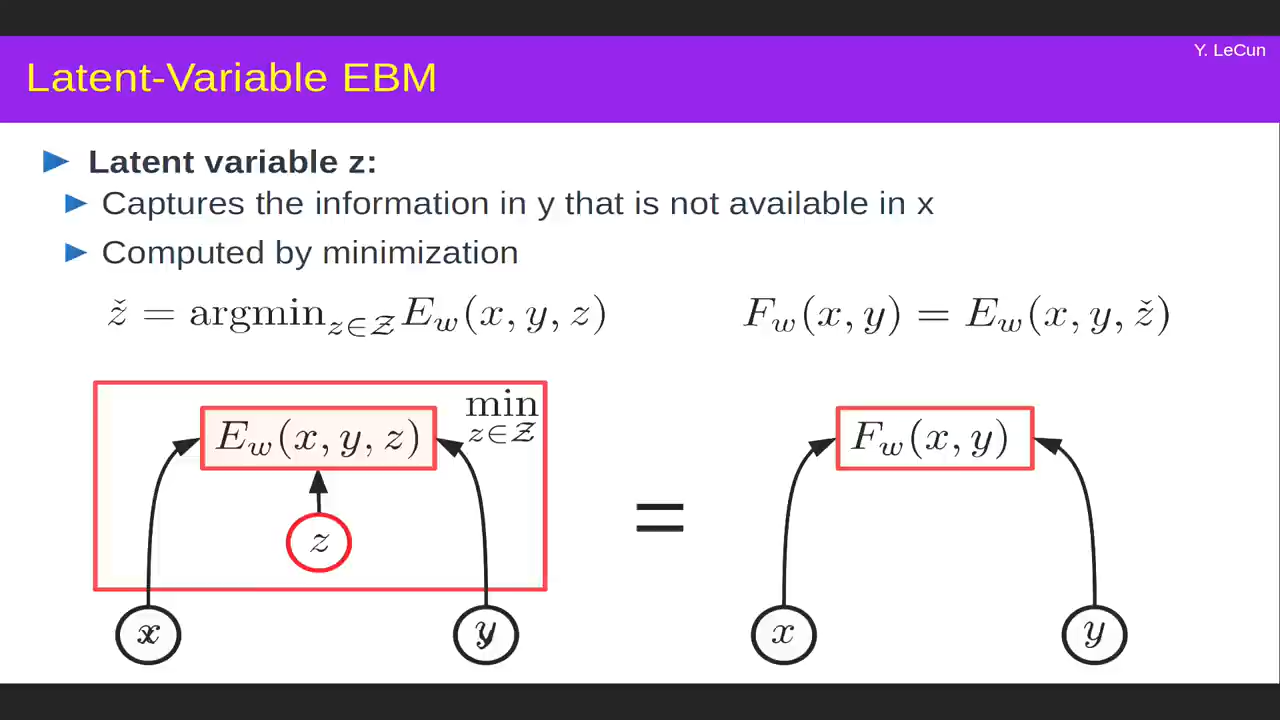 Y. LeCun
Latent-Variable EBM
Latent variable z:
Captures the information in y that is not available in x
Computed by minimization
ž = argmin_{z∈𝒵} E_w(x, y, z)
F_w(x, y) = E_w(x, y, ž)
E_w(x, y, z)
min
z∈𝒵
z
x
y
=
F_w(x, y)
x
y